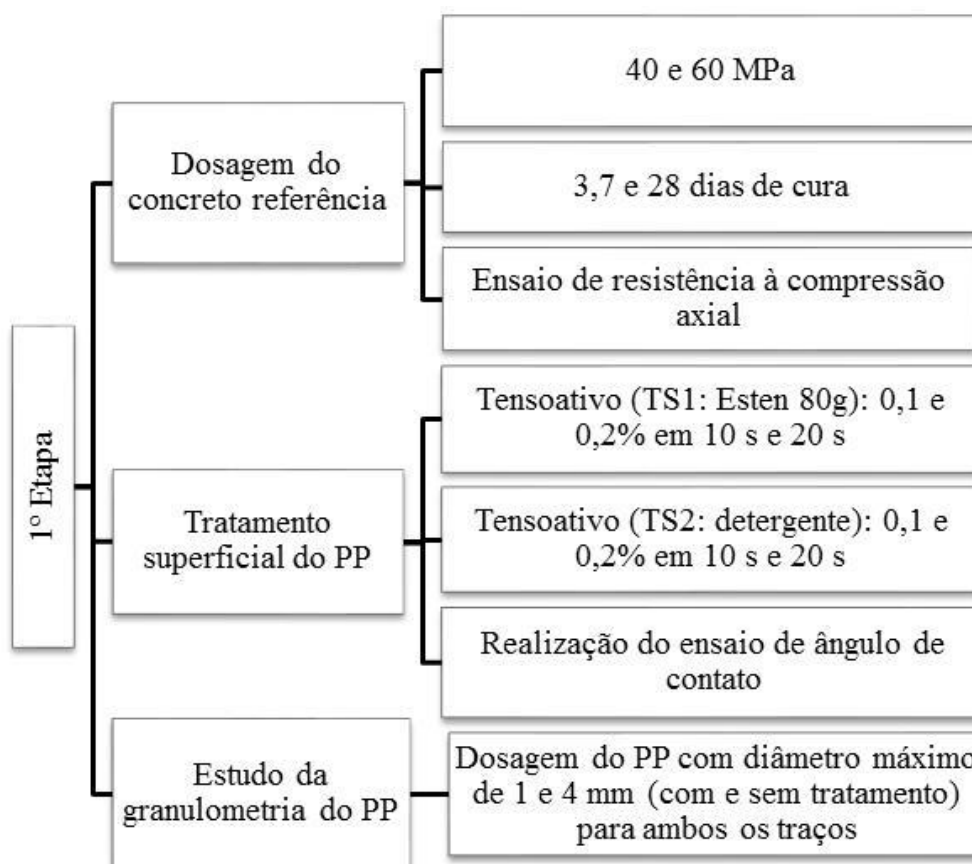 40 e 60 MPa
Dosagem do
concreto referência
3,7 e 28 dias de cura
Ensaio de resistência à compressão
axial
1° Etapa
Tensoativo (TS1: Esten 80g): 0,1 e
0,2% em 10 s e 20 s
Tratamento
superficial do PP
Tensoativo (TS2: detergente): 0,1 e
0,2% em 10 s e 20 s
Realização do ensaio de ângulo de
contato
Estudo da
granulometria do PP
Dosagem do PP com diâmetro máximo
de 1 e 4 mm (com e sem tratamento)
para ambos os traços